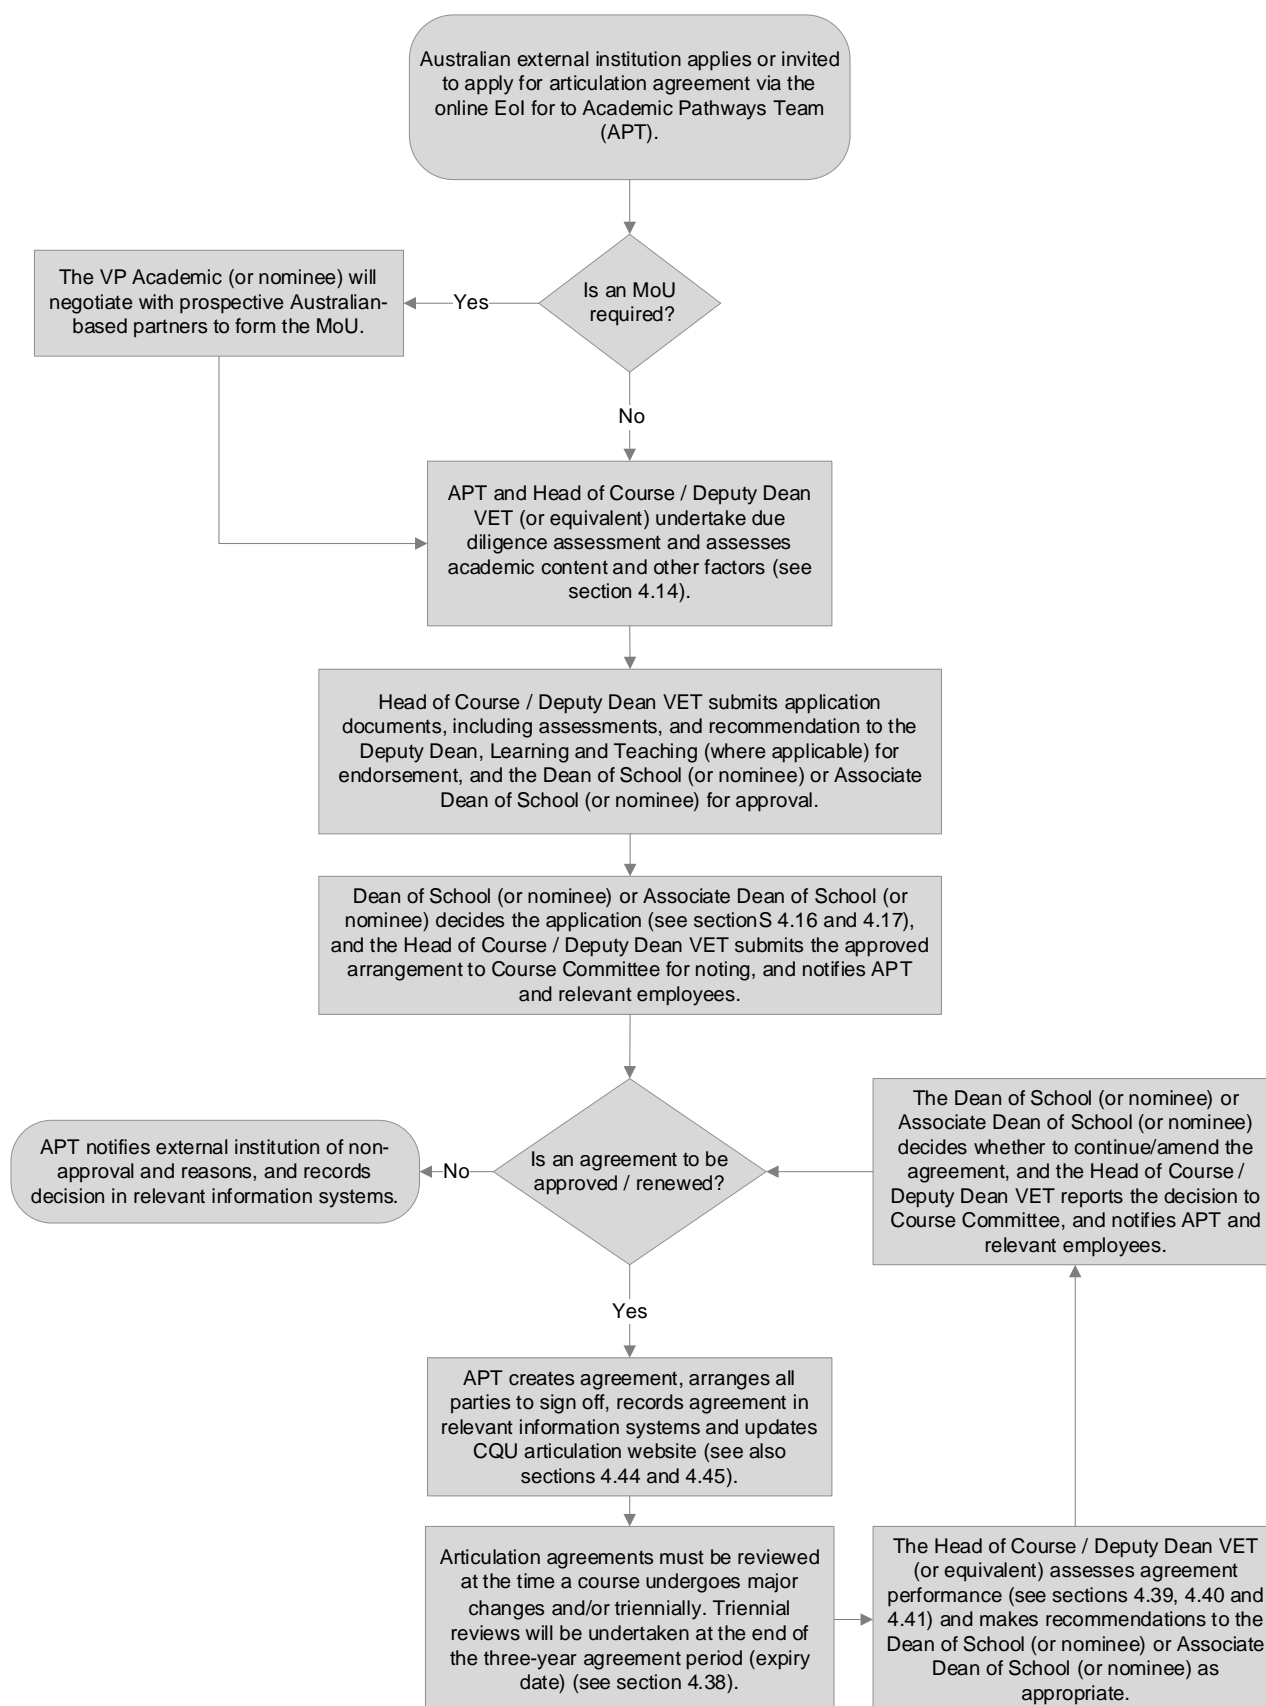 Australian external institution applies or invited
to apply for articulation agreement via the
online EoI for to Academic Pathways Team
(APT).
Is an MoU
required?
Yes
The VP Academic (or nominee) will
negotiate with prospective Australian-
based partners to form the MoU.
No
APT and Head of Course / Deputy Dean
VET (or equivalent) undertake due
diligence assessment and assesses
academic content and other factors (see
section 4.14).
Head of Course / Deputy Dean VET submits application
documents, including assessments, and recommendation to the
Deputy Dean, Learning and Teaching (where applicable) for
endorsement, and the Dean of School (or nominee) or Associate
Dean of School (or nominee) for approval.
Dean of School (or nominee) or Associate Dean of School (or
nominee) decides the application (see sectionS 4.16 and 4.17),
and the Head of Course / Deputy Dean VET submits the approved
arrangement to Course Committee for noting, and notifies APT
and relevant employees.
Is an agreement to be
approved / renewed?
No
APT notifies external institution of non-
approval and reasons, and records
decision in relevant information systems.
Yes
APT creates agreement, arranges all
parties to sign off, records agreement in
relevant information systems and updates
CQU articulation website (see also
sections 4.44 and 4.45).
Articulation agreements must be reviewed
at the time a course undergoes major
changes and/or triennially. Triennial
reviews will be undertaken at the end of
the three-year agreement period (expiry
date) (see section 4.38).
The Head of Course / Deputy Dean VET
(or equivalent) assesses agreement
performance (see sections 4.39, 4.40 and
4.41) and makes recommendations to the
Dean of School (or nominee) or Associate
Dean of School (or nominee) as
appropriate.
The Dean of School (or nominee) or
Associate Dean of School (or nominee)
decides whether to continue/amend the
agreement, and the Head of Course /
Deputy Dean VET reports the decision to
Course Committee, and notifies APT and
relevant employees.